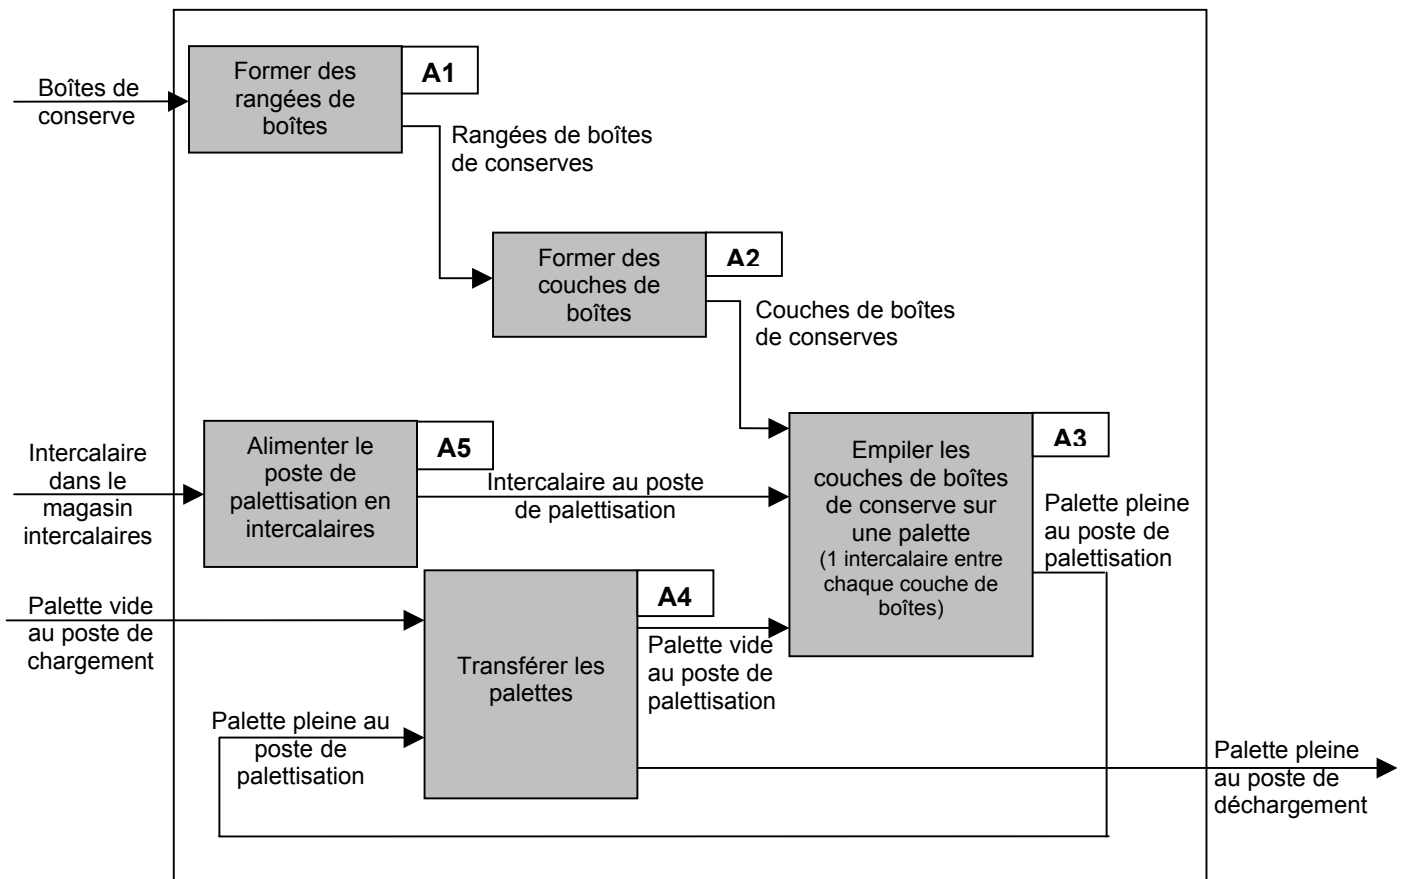 Former des
rangées de
boîtes
A1
Boîtes de
conserve
Rangées de boîtes
de conserves
Former des
couches de
boîtes
A2
Couches de boîtes
de conserves
Intercalaire
dans le
magasin
intercalaires
Alimenter le
poste de
palettisation en
intercalaires
A5
Intercalaire au poste
de palettisation
Empiler les
couches de boîtes
de conserve sur
une palette
(1 intercalaire entre
chaque couche de
boîtes)
A3
Palette pleine
au poste de
palettisation
Palette vide
au poste de
chargement
Transférer les
palettes
A4
Palette vide
au poste de
palettisation
Palette pleine au
poste de
palettisation
Palette pleine
au poste de
déchargement